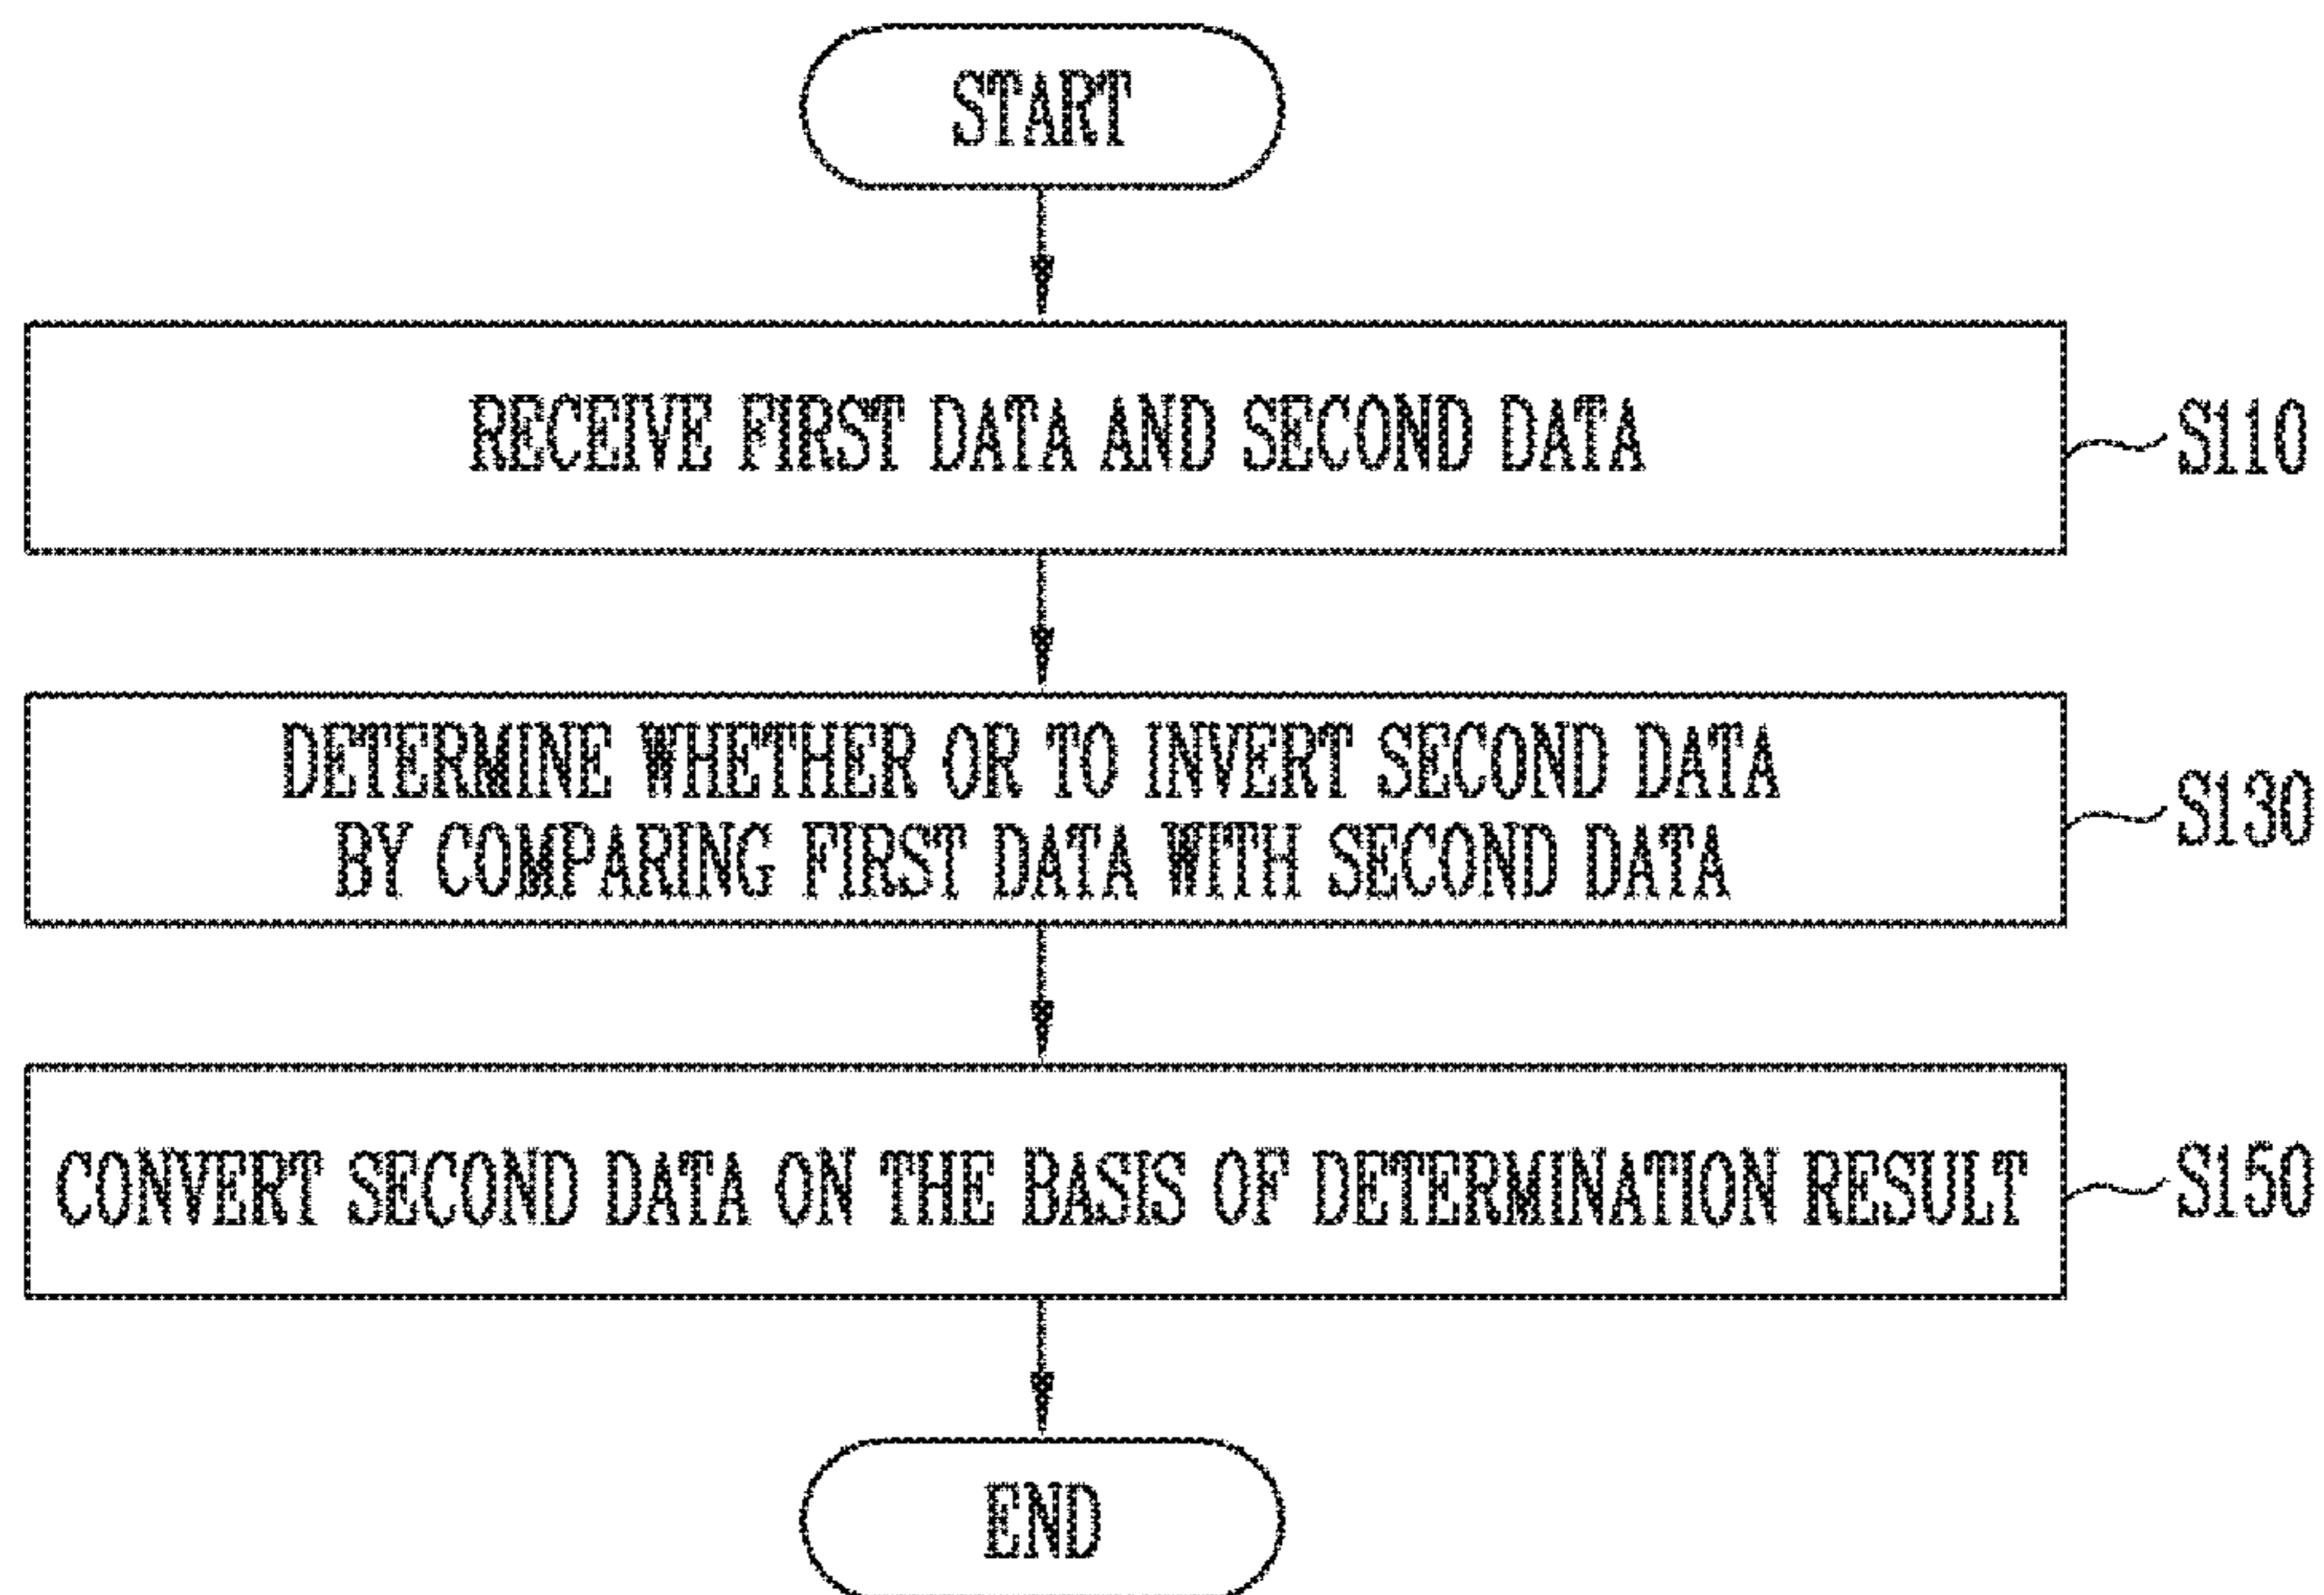 START
RECEIVE FIRST DATA AND SECOND DATA
S110
DETERMINE WHETHER OR TO INVERT SECOND DATA
BY COMPARING FIRST DATA WITH SECOND DATA
S130
CONVERT SECOND DATA ON THE BASIS OF DETERMINATION RESULT
S150
END